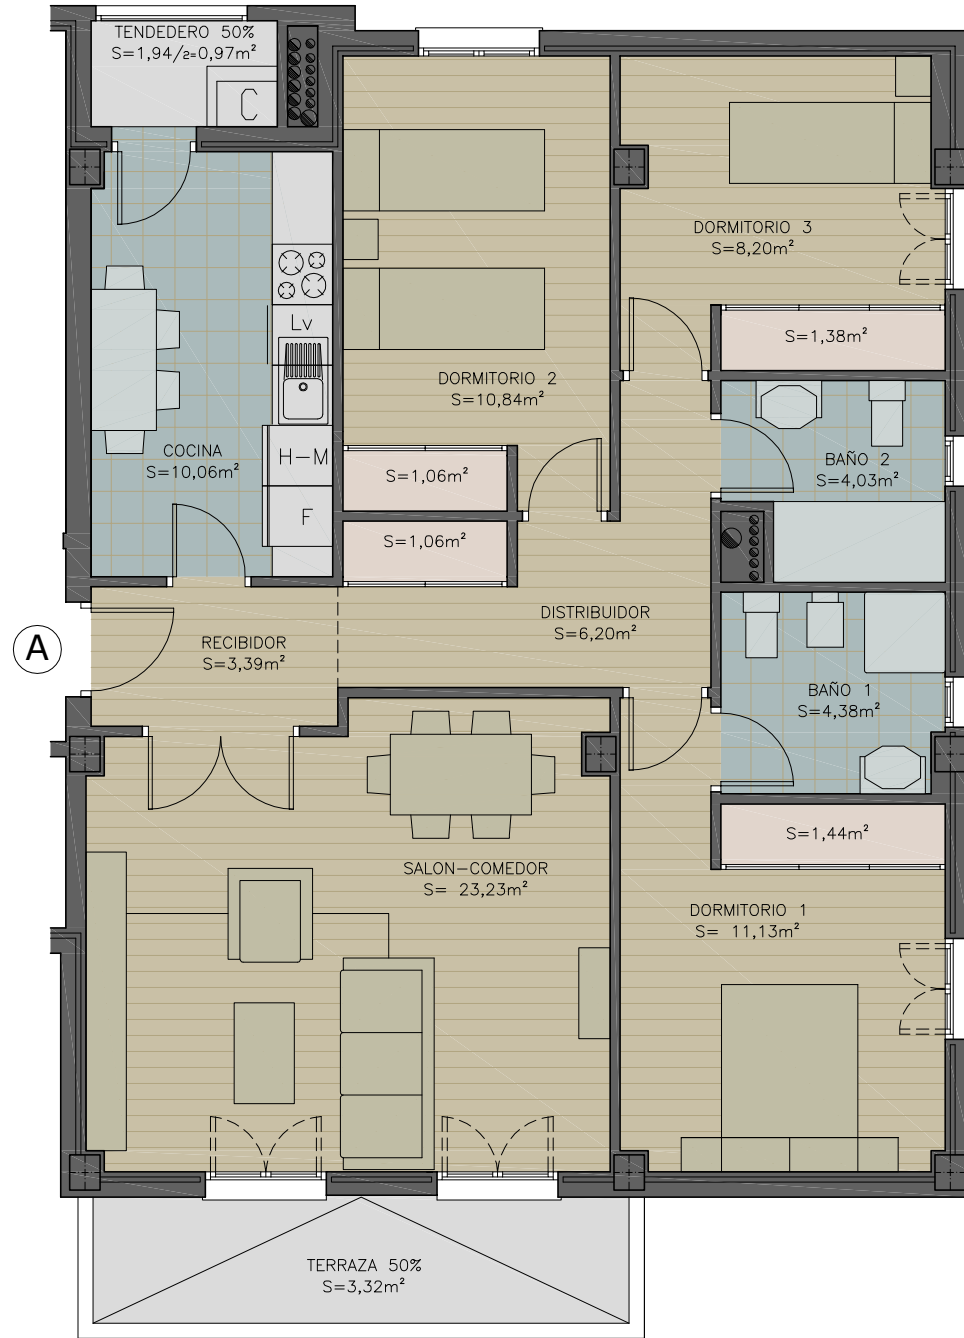 TENDEDERO 50%
S=1,94/2=0,97m²
C
DORMITORIO 3
S=8,20m²
Lv
S=1,38m²
DORMITORIO 2
S=10,84m²
COCINA
S=10,06m²
H-M
BAÑO 2
S=4,03m²
S=1,06m²
F
S=1,06m²
DISTRIBUIDOR
S=6,20m²
A
RECIBIDOR
S=3,39m²
BAÑO 1
S=4,38m²
S=1,44m²
SALON-COMEDOR
S= 23,23m²
DORMITORIO 1
S= 11,13m²
TERRAZA 50%
S=3,32m²